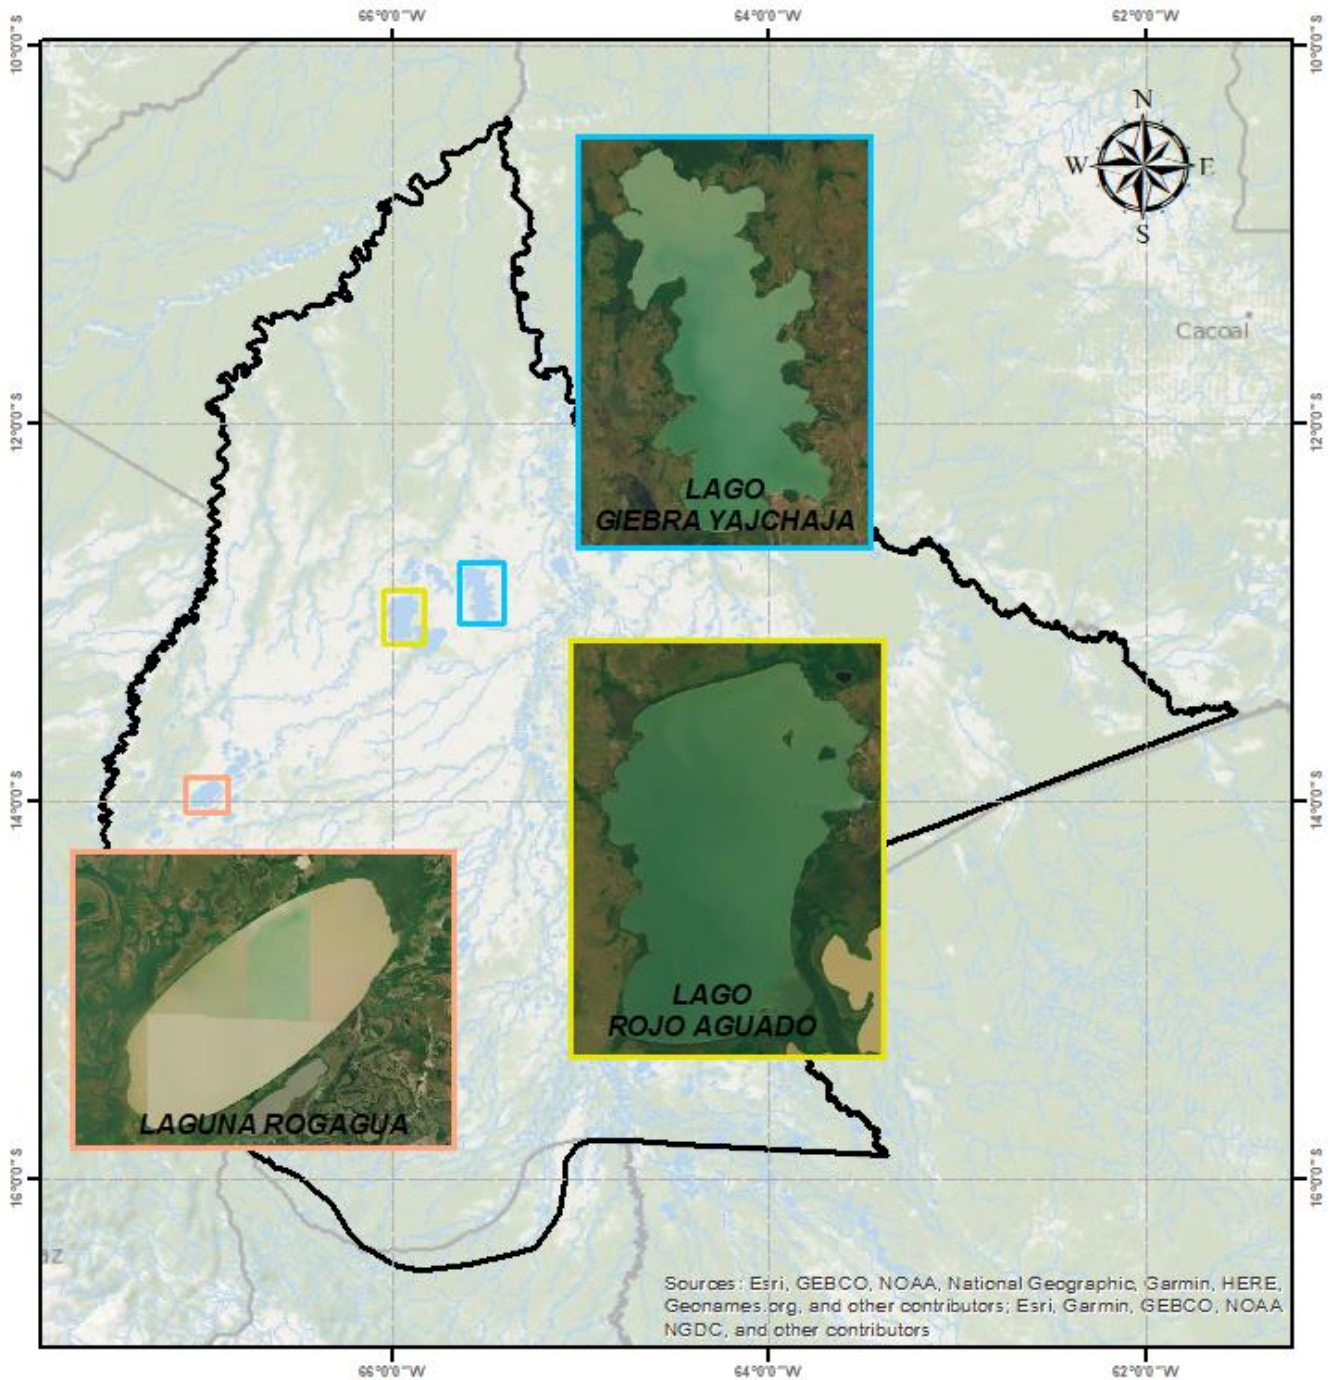 66°0'0"W 64°0'0"W 62°0'0"W
10°0'0"S 10°0'0"S
N
W E
S
Cacoal
12°0'0"S 12°0'0"S
LAGO
GIEBRA YAJCHAJA
14°0'0"S 14°0'0"S
LAGO
ROJO AGUADO
LAGUNA ROGAGUA
16°0'0"S 16°0'0"S
az
Sources: Esri, GEBCO, NOAA, National Geographic, Garmin, HERE,
Geonames.org, and other contributors; Esri, Garmin, GEBCO, NOAA
NGDC, and other contributors
66°0'0"W 64°0'0"W 62°0'0"W